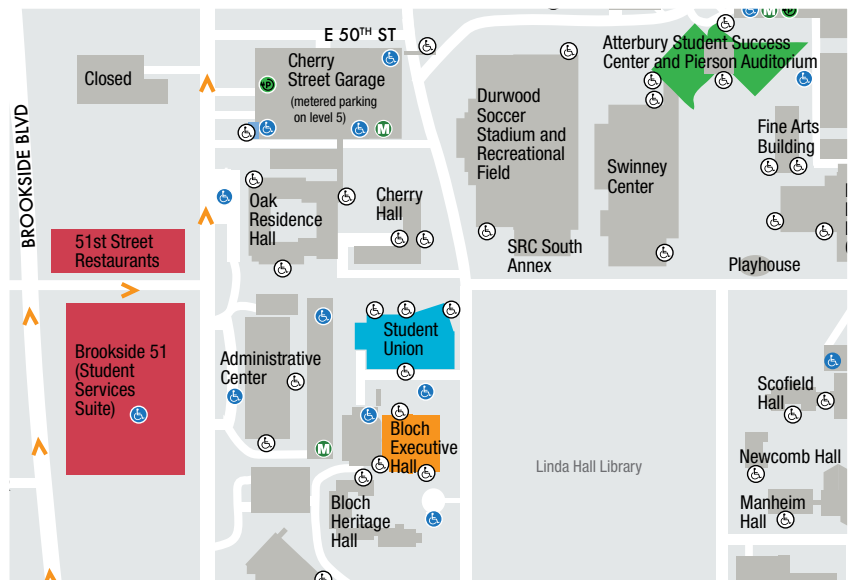 E 50TH ST
Closed
Cherry
Street Garage
(metered parking
on level 5)
P
M
M
P
Atterbury Student Success
Center and Pierson Auditorium
Durwood
Soccer
Stadium and
Recreational
Field
Swinney
Center
Fine Arts
Building
BROOKSIDE BLVD
Oak
Residence
Hall
Cherry
Hall
51st Street
Restaurants
SRC South
Annex
Playhouse
Brookside 51
(Student
Services
Suite)
Administrative
Center
M
Student
Union
Bloch
Executive
Hall
Bloch
Heritage
Hall
Linda Hall Library
Scofield
Hall
Newcomb Hall
Manheim
Hall